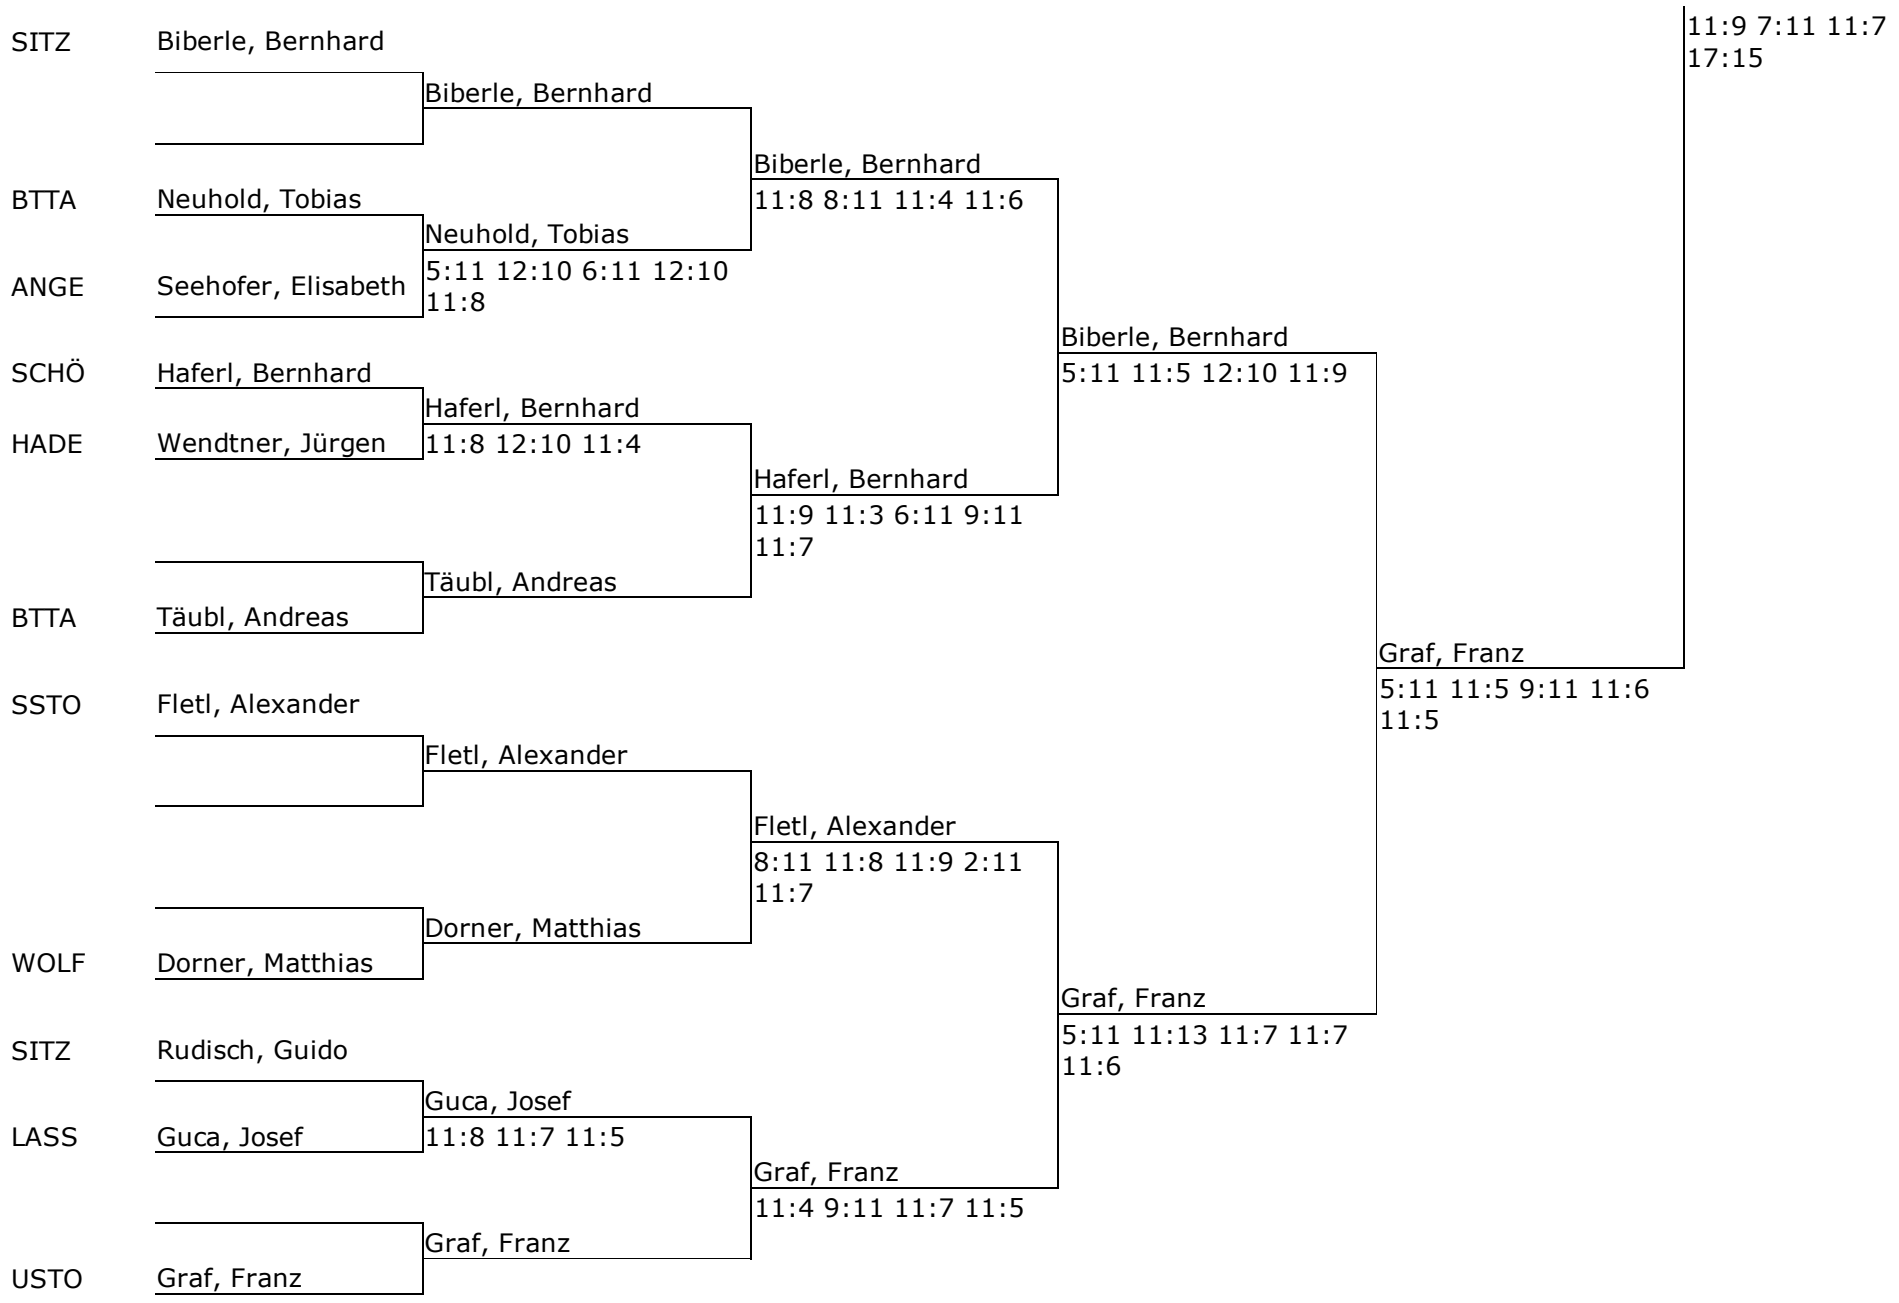 11:9 7:11 11:7
17:15
SITZ Biberle, Bernhard
Biberle, Bernhard
Biberle, Bernhard
BTTA Neuhold, Tobias
11:8 8:11 11:4 11:6
Neuhold, Tobias
5:11 12:10 6:11 12:10
11:8
ANGE Seehofer, Elisabeth
Biberle, Bernhard
5:11 11:5 12:10 11:9
SCHÖ Haferl, Bernhard
Haferl, Bernhard
11:8 12:10 11:4
HADE Wendtner, Jürgen
Haferl, Bernhard
11:9 11:3 6:11 9:11
11:7
Täubl, Andreas
BTTA Täubl, Andreas
Graf, Franz
5:11 11:5 9:11 11:6
11:5
SSTO Fletl, Alexander
Fletl, Alexander
Fletl, Alexander
8:11 11:8 11:9 2:11
11:7
Dorner, Matthias
WOLF Dorner, Matthias
Graf, Franz
5:11 11:13 11:7 11:7
11:6
SITZ Rudisch, Guido
Guca, Josef
11:8 11:7 11:5
LASS Guca, Josef
Graf, Franz
11:4 9:11 11:7 11:5
Graf, Franz
USTO Graf, Franz